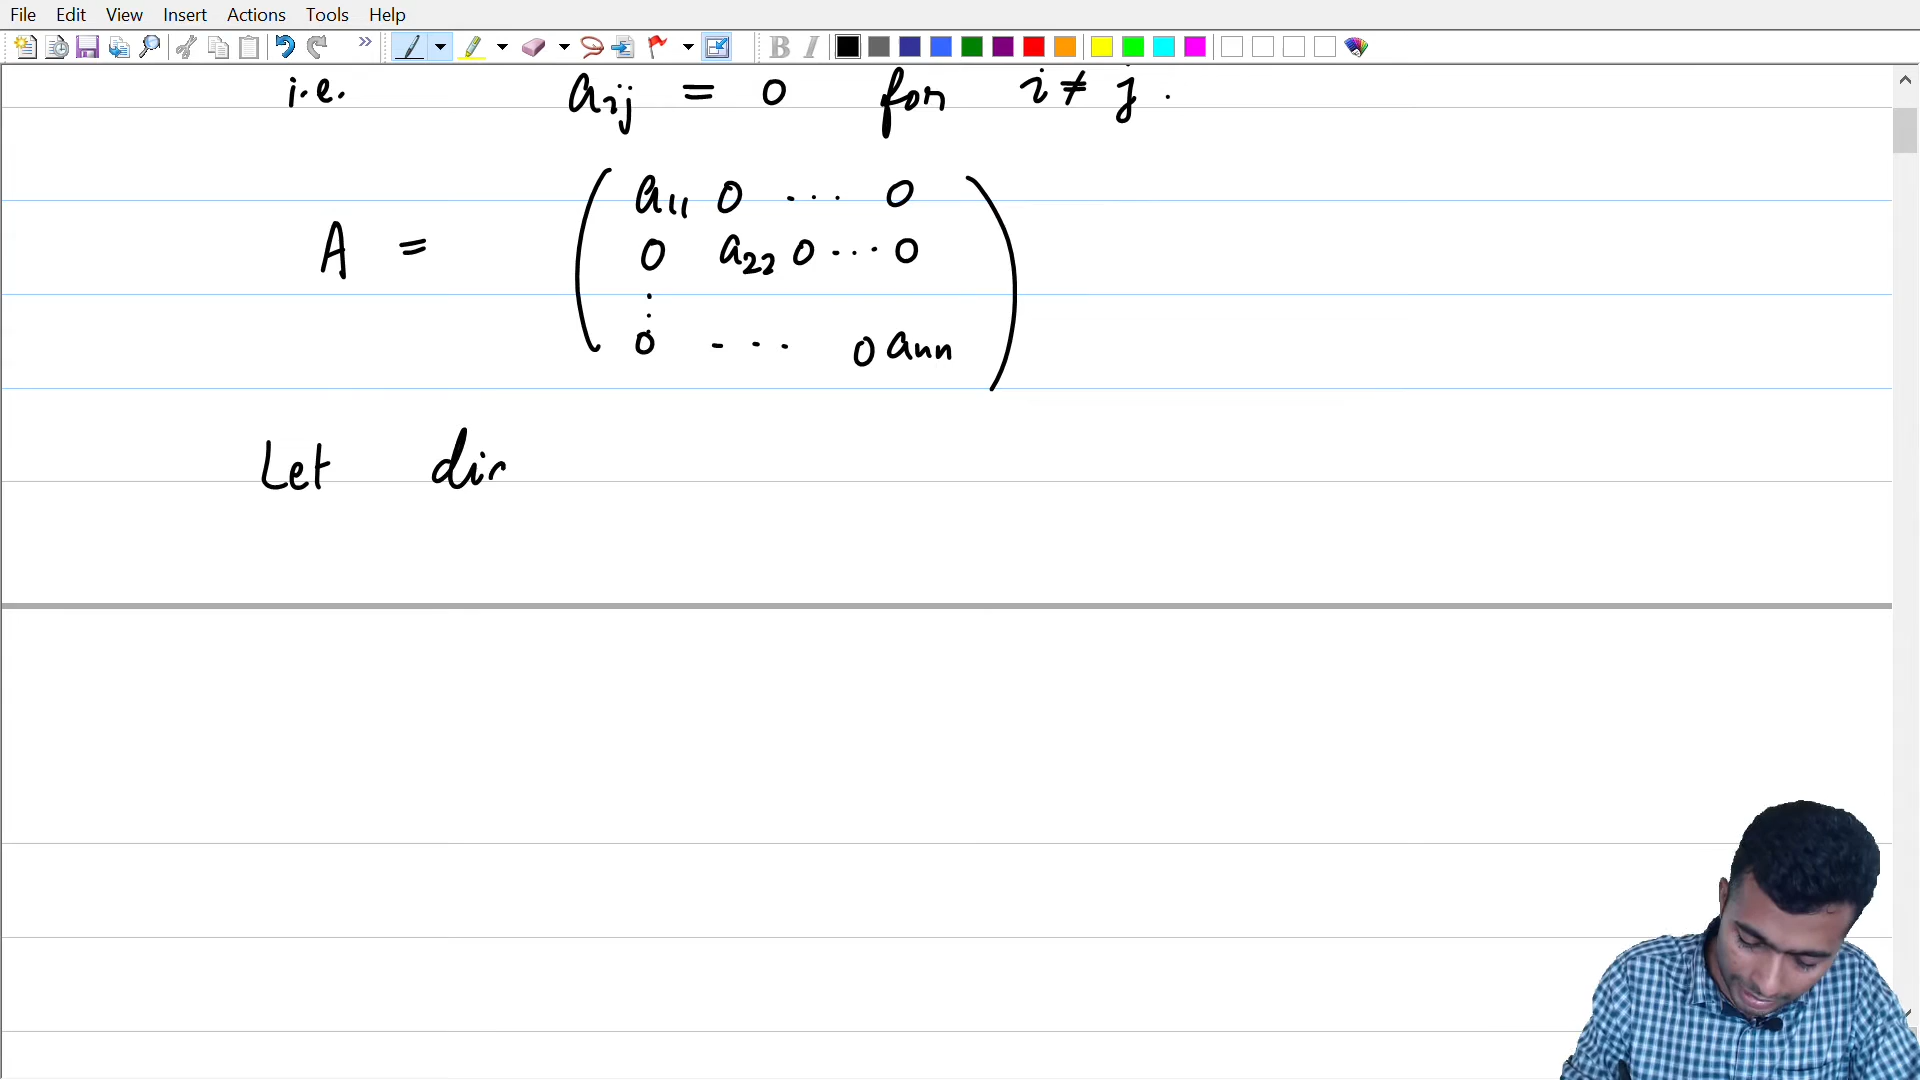 File Edit View Insert Actions Tools Help
B I
i.e. aij = 0 for i ≠ j .
A = ( a11 0 ... 0
0 a22 0 ... 0
⋮
0 ... 0 ann )
Let din